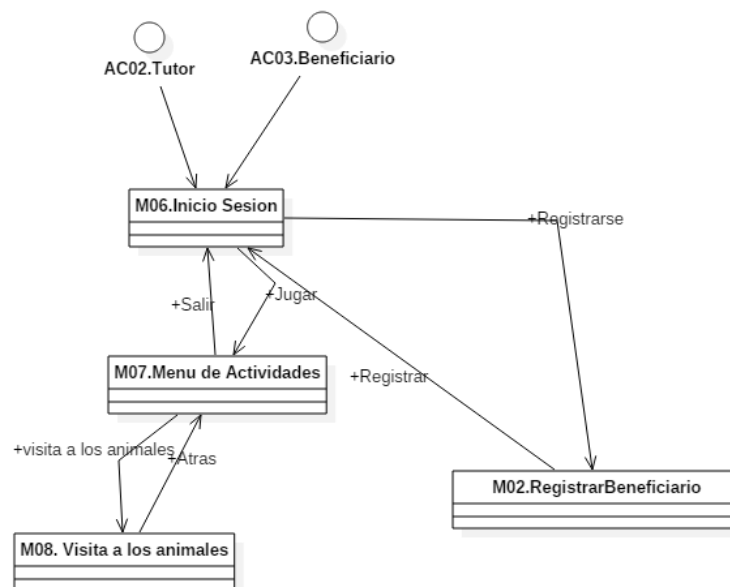 AC02.Tutor
AC03.Beneficiario
M06.Inicio Sesion
+Registrarse
+Salir
+Jugar
M07.Menu de Actividades
+Registrar
+visita a los animales
+Atras
M02.RegistrarBeneficiario
M08. Visita a los animales